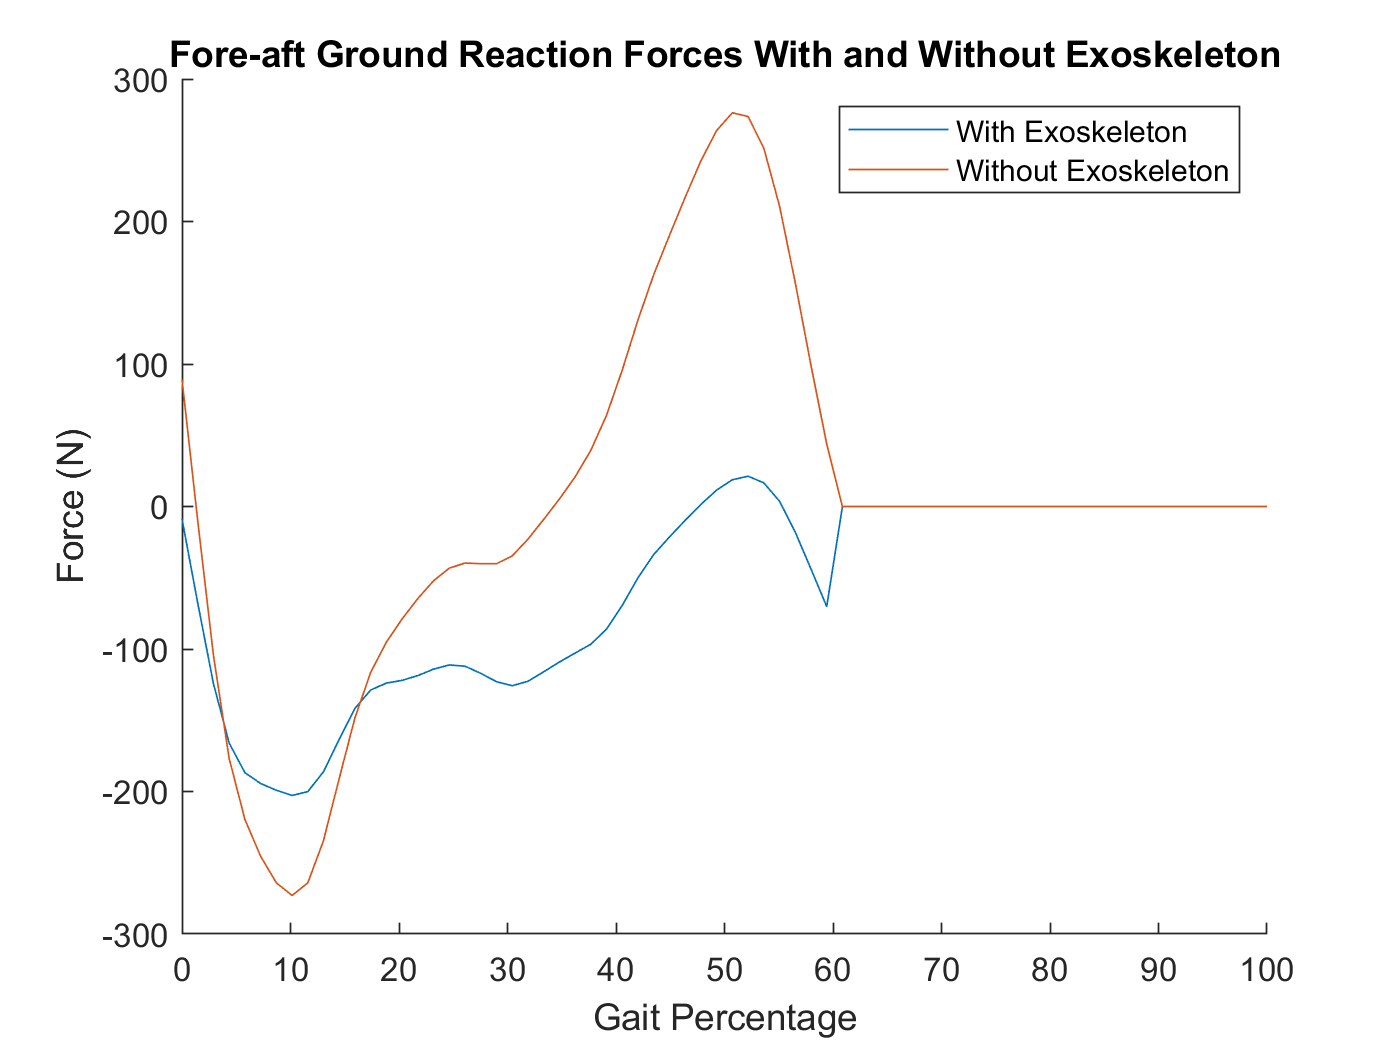 Fore-aft Ground Reaction Forces With and Without Exoskeleton
300
200
100
0
-100
-200
-300
Force (N)
With Exoskeleton
Without Exoskeleton
0 10 20 30 40 50 60 70 80 90 100
Gait Percentage